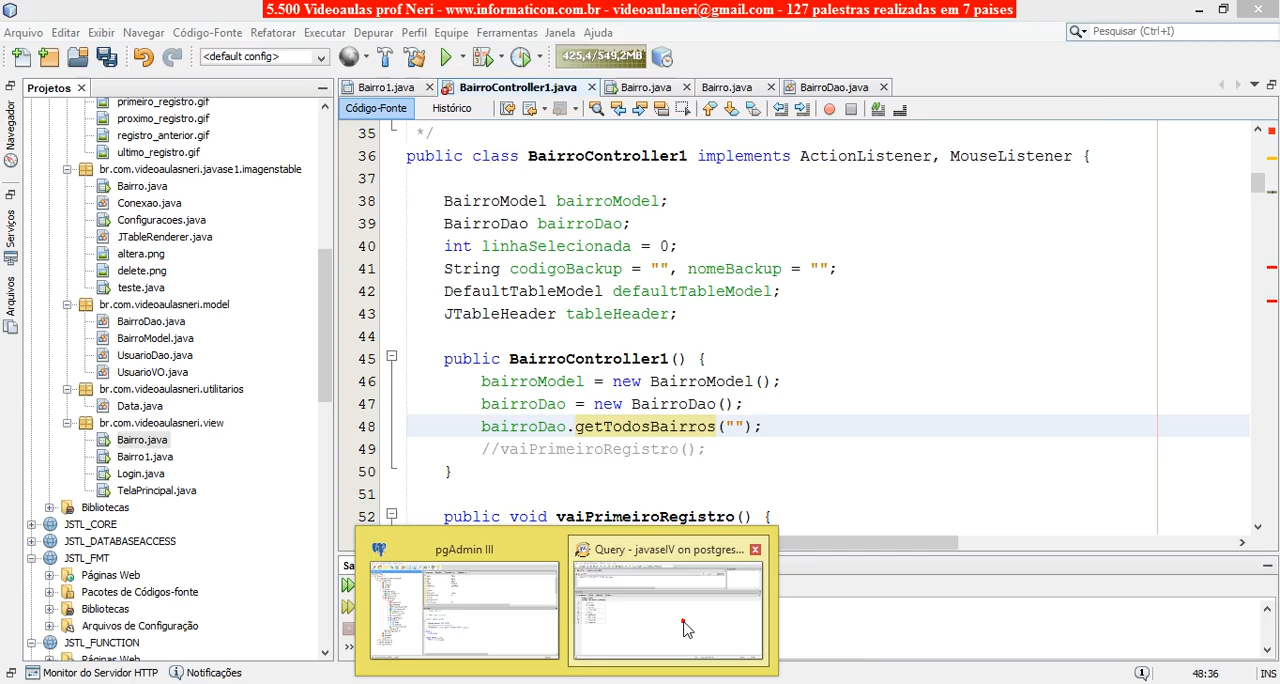 5.500 Videoaulas prof Neri - www.informaticon.com.br - videoaulaneri@gmail.com - 127 palestras realizadas em 7 paises
Arquivo Editar Exibir Navegar Código-Fonte Refatorar Executar Depurar Perfil Equipe Ferramentas Janela Ajuda
Pesquisar (Ctrl+I)
<default config>
425,4/549,2MB
Projetos
Bairro1.java
BairroController1.java
Bairro.java
Bairro.java
BairroDao.java
Código-Fonte
Histórico
Navegador
Serviços
Arquivos
primeiro_registro.gif
proximo_registro.gif
registro_anterior.gif
ultimo_registro.gif
br.com.videoaulasneri.javase1.imagenstable
Bairro.java
Conexao.java
Configuracoes.java
JTableRenderer.java
altera.png
delete.png
teste.java
br.com.videoaulasneri.model
BairroDao.java
BairroModel.java
UsuarioDao.java
UsuarioVO.java
br.com.videoaulasneri.utilitarios
Data.java
br.com.videoaulasneri.view
Bairro.java
Bairro1.java
Login.java
TelaPrincipal.java
Bibliotecas
JSTL_CORE
JSTL_DATABASEACCESS
JSTL_FMT
Páginas Web
Pacotes de Códigos-fonte
Bibliotecas
Arquivos de Configuração
JSTL_FUNCTION
Páginas Web
35 */
36 public class BairroController1 implements ActionListener, MouseListener {
37
38 BairroModel bairroModel;
39 BairroDao bairroDao;
40 int linhaSelecionada = 0;
41 String codigoBackup = "", nomeBackup = "";
42 DefaultTableModel defaultTableModel;
43 JTableHeader tableHeader;
44
45 public BairroController1() {
46 bairroModel = new BairroModel();
47 bairroDao = new BairroDao();
48 bairroDao.getTodosBairros("");
49 //vaiPrimeiroRegistro();
50 }
51
52 public void vaiPrimeiroRegistro() {
Sa
pgAdmin III
Query - javaseIV on postgres...
Monitor do Servidor HTTP
Notificações
1
48:36
INS